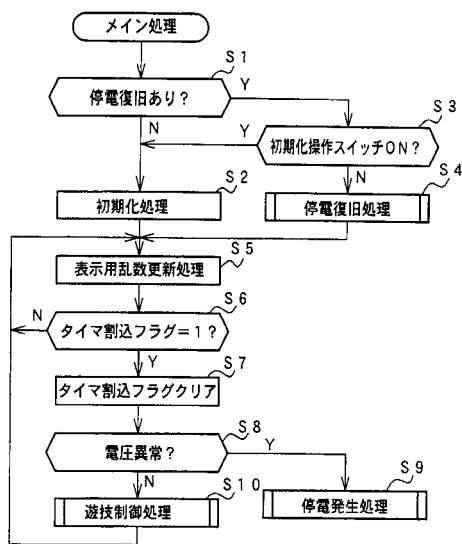 メイン処理
S1
停電復旧あり？
Y
N
S3
Y
初期化操作スイッチON？
N
S2
初期化処理
S4
停電復旧処理
S5
表示用乱数更新処理
S6
N
タイマ割込フラグ=1？
Y
S7
タイマ割込フラグクリア
S8
電圧異常？
Y
N
S10
遊技制御処理
S9
停電発生処理